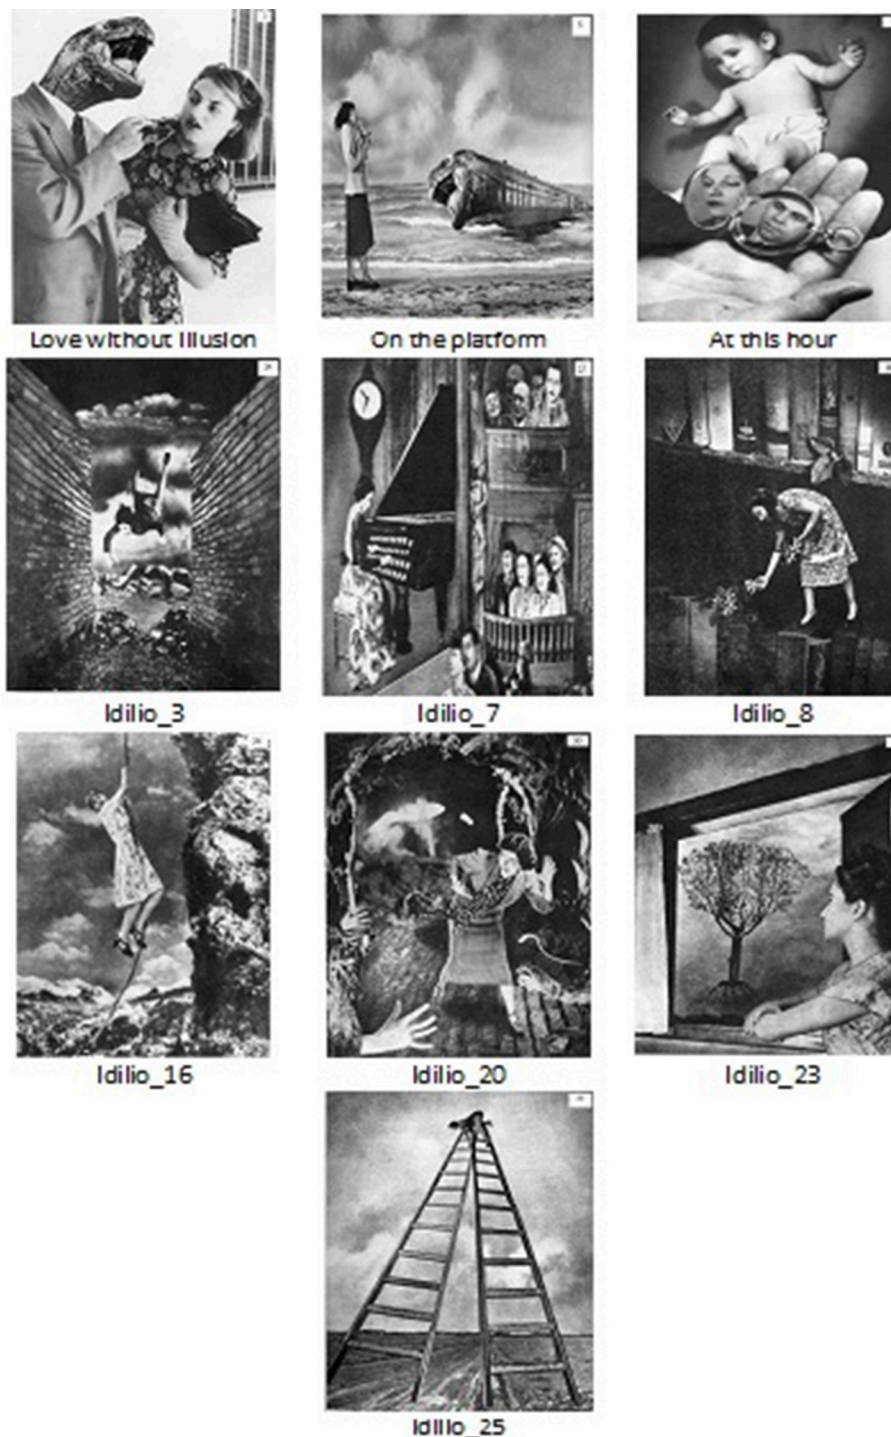 Love without illusion
On the platform
At this hour
Idilio_3
Idilio_7
Idilio_8
Idilio_16
Idilio_20
Idilio_23
Idilio_25